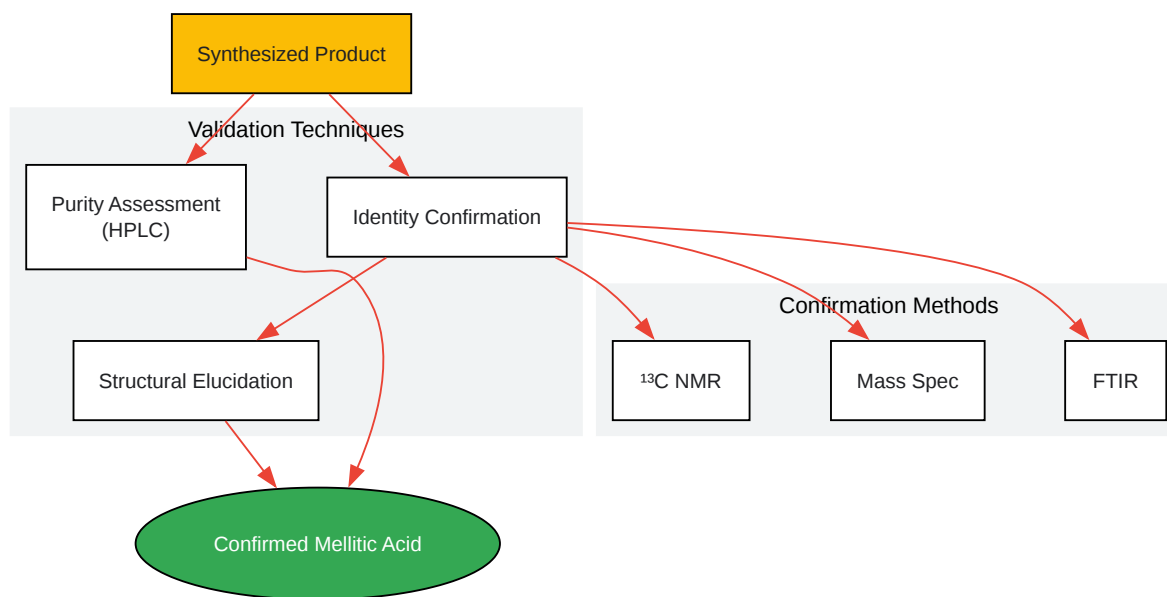 Synthesized Product
Validation Techniques
Purity Assessment
(HPLC)
Identity Confirmation
Confirmation Methods
Structural Elucidation
¹³C NMR
Mass Spec
FTIR
Confirmed Mellitic Acid